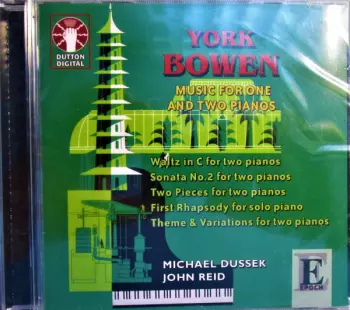 DUTTON
DIGITAL
YORK
BOWEN
MUSIC FOR ONE
AND TWO PIANOS
Waltz in C for two pianos
Sonata No.2 for two pianos
Two Pieces for two pianos
First Rhapsody for solo piano
Theme & Variations for two pianos
MICHAEL DUSSEK
JOHN REID
E
EPOCH